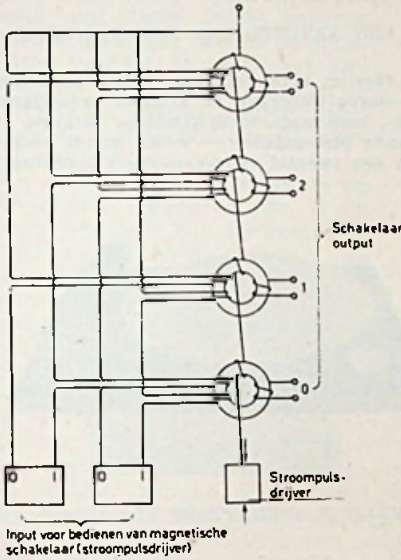 3
2
Schakelaar
output
1
0
0 1 0 1
Stroompuls-
drijver
Input voor bedienen van magnetische
schakelaar (stroompulsdrijver)